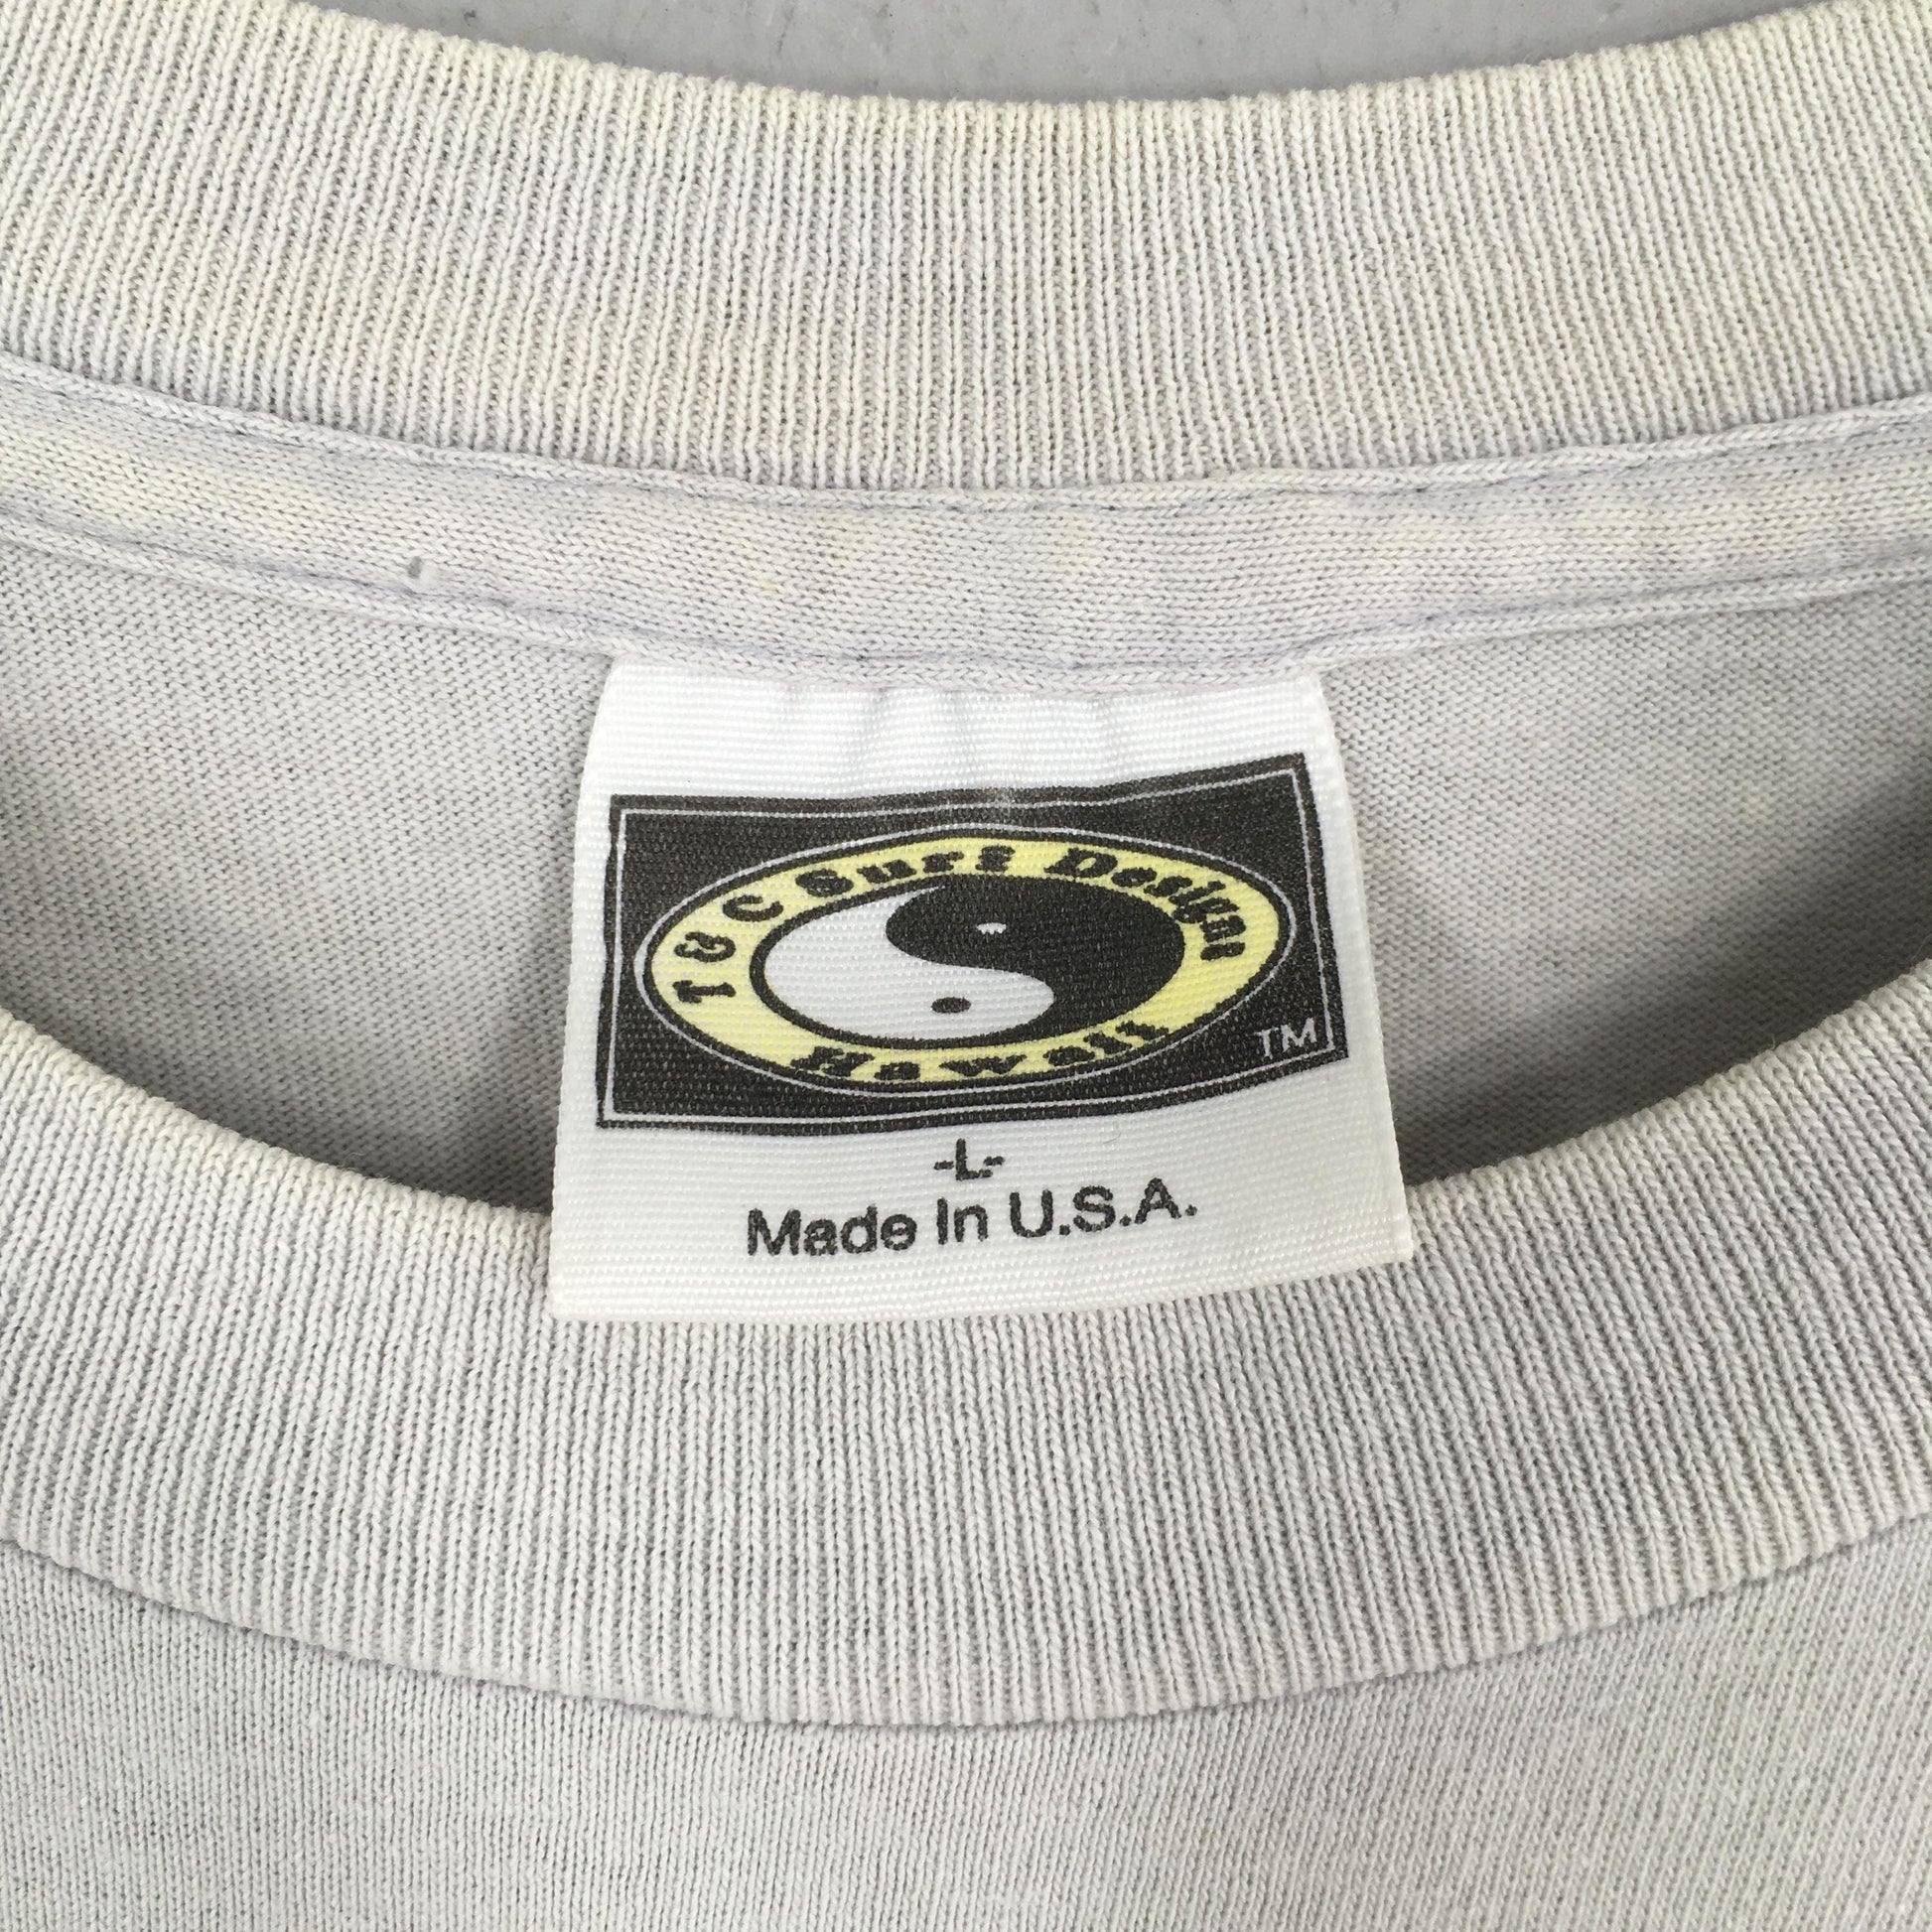 T & C Surf Designs
Hawaii
TM
-L-
Made In U.S.A.